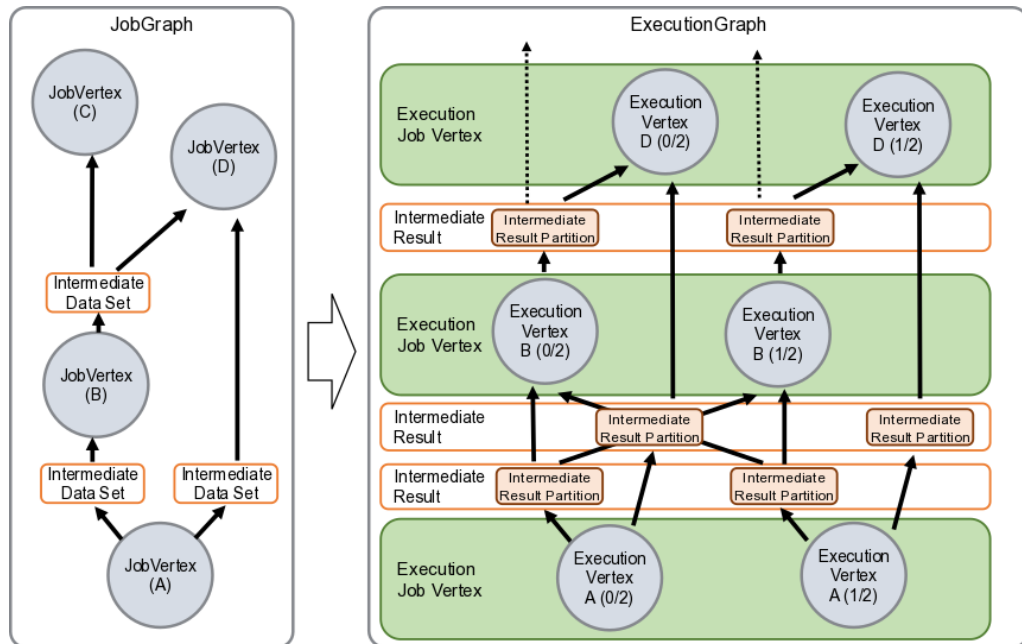 JobGraph
JobVertex
(C)
JobVertex
(D)
Intermediate
Data Set
JobVertex
(B)
Intermediate
Data Set
Intermediate
Data Set
JobVertex
(A)
ExecutionGraph
Execution
Job Vertex
Execution
Vertex
D (0/2)
Execution
Vertex
D (1/2)
Intermediate
Result
Intermediate
Result Partition
Intermediate
Result Partition
Execution
Job Vertex
Execution
Vertex
B (0/2)
Execution
Vertex
B (1/2)
Intermediate
Result
Intermediate
Result Partition
Intermediate
Result Partition
Intermediate
Result
Intermediate
Result Partition
Intermediate
Result Partition
Execution
Job Vertex
Execution
Vertex
A (0/2)
Execution
Vertex
A (1/2)